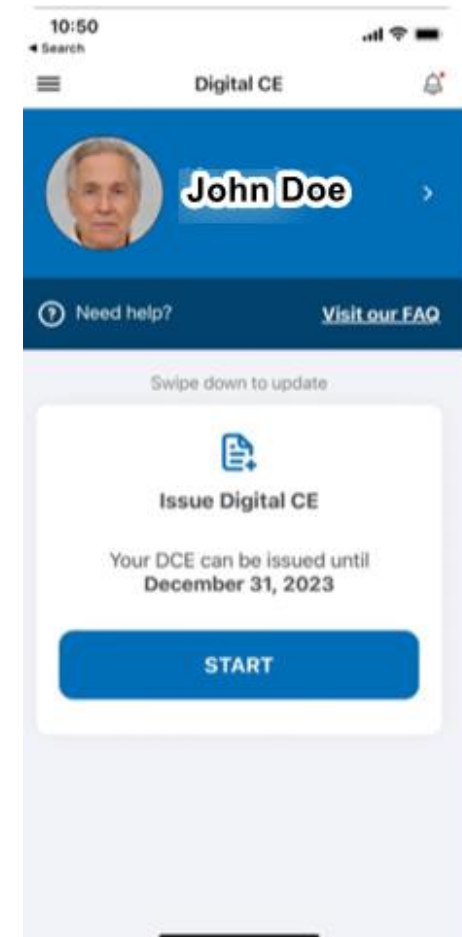 10:50
◀ Search
Digital CE
John Doe
Need help?
Visit our FAQ
Swipe down to update
Issue Digital CE
Your DCE can be issued until
December 31, 2023
START